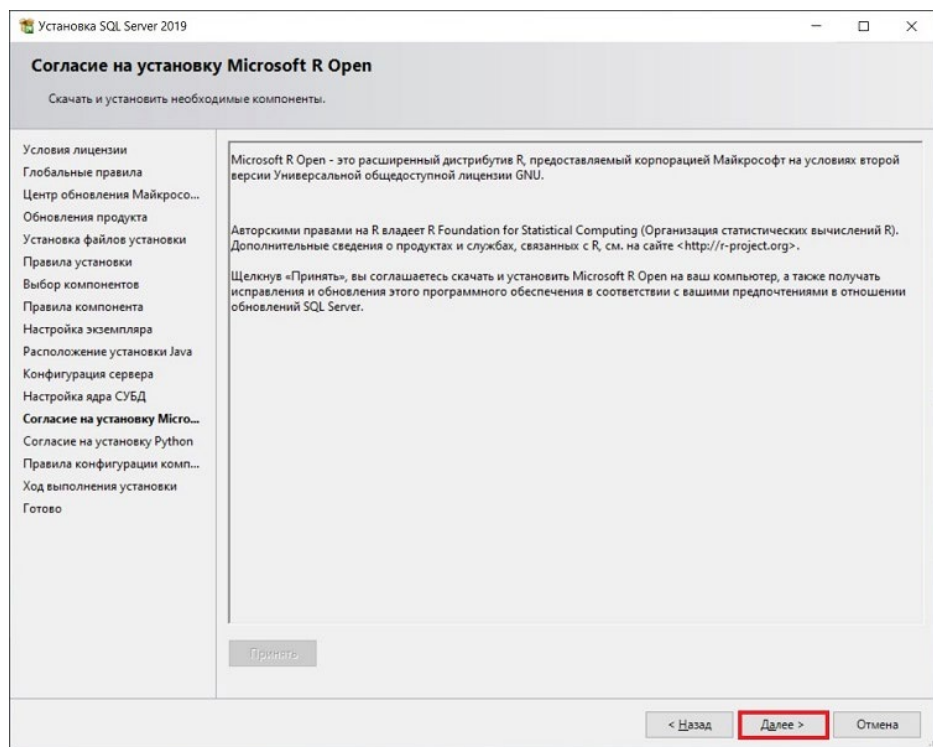 Установка SQL Server 2019
Согласие на установку Microsoft R Open
Скачать и установить необходимые компоненты.
Условия лицензии
Глобальные правила
Центр обновления Майкросо...
Обновления продукта
Установка файлов установки
Правила установки
Выбор компонентов
Правила компонента
Настройка экземпляра
Расположение установки Java
Конфигурация сервера
Настройка ядра СУБД
Согласие на установку Micro...
Согласие на установку Python
Правила конфигурации комп...
Ход выполнения установки
Готово
Microsoft R Open - это расширенный дистрибутив R, предоставляемый корпорацией Майкрософт на условиях второй
версии Универсальной общедоступной лицензии GNU.
Авторскими правами на R владеет R Foundation for Statistical Computing (Организация статистических вычислений R).
Дополнительные сведения о продуктах и службах, связанных с R, см. на сайте <http://r-project.org>.
Щелкнув «Принять», вы соглашаетесь скачать и установить Microsoft R Open на ваш компьютер, а также получать
исправления и обновления этого программного обеспечения в соответствии с вашими предпочтениями в отношении
обновлений SQL Server.
Принять
< Назад
Далее >
Отмена